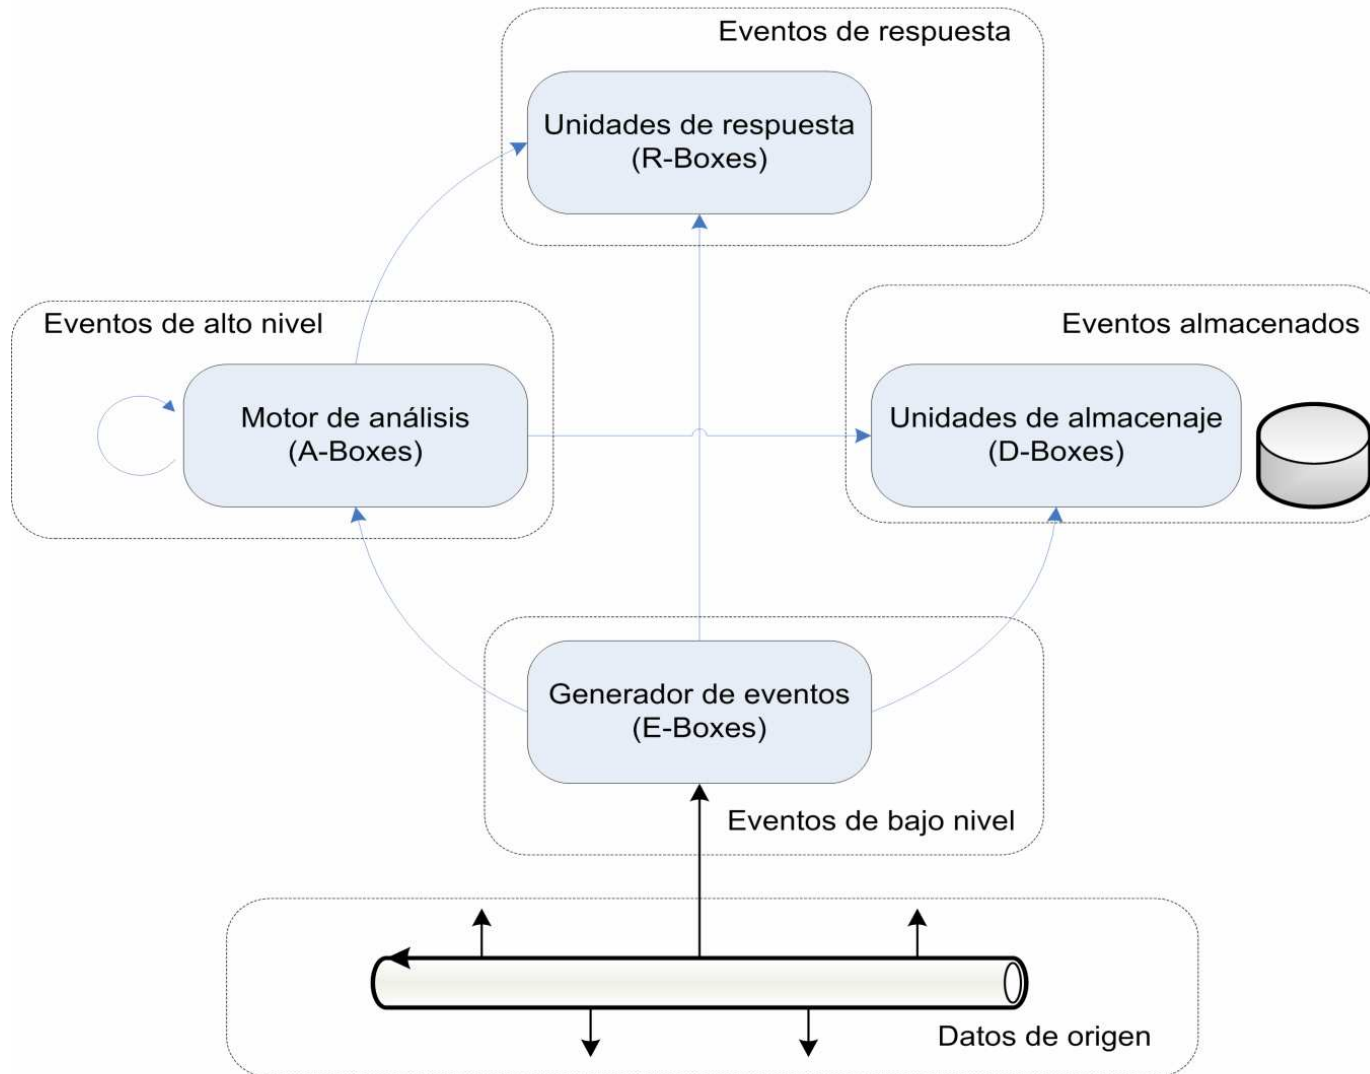 Eventos de respuesta
Unidades de respuesta
(R-Boxes)
Eventos de alto nivel
Motor de análisis
(A-Boxes)
Eventos almacenados
Unidades de almacenaje
(D-Boxes)
Generador de eventos
(E-Boxes)
Eventos de bajo nivel
Datos de origen